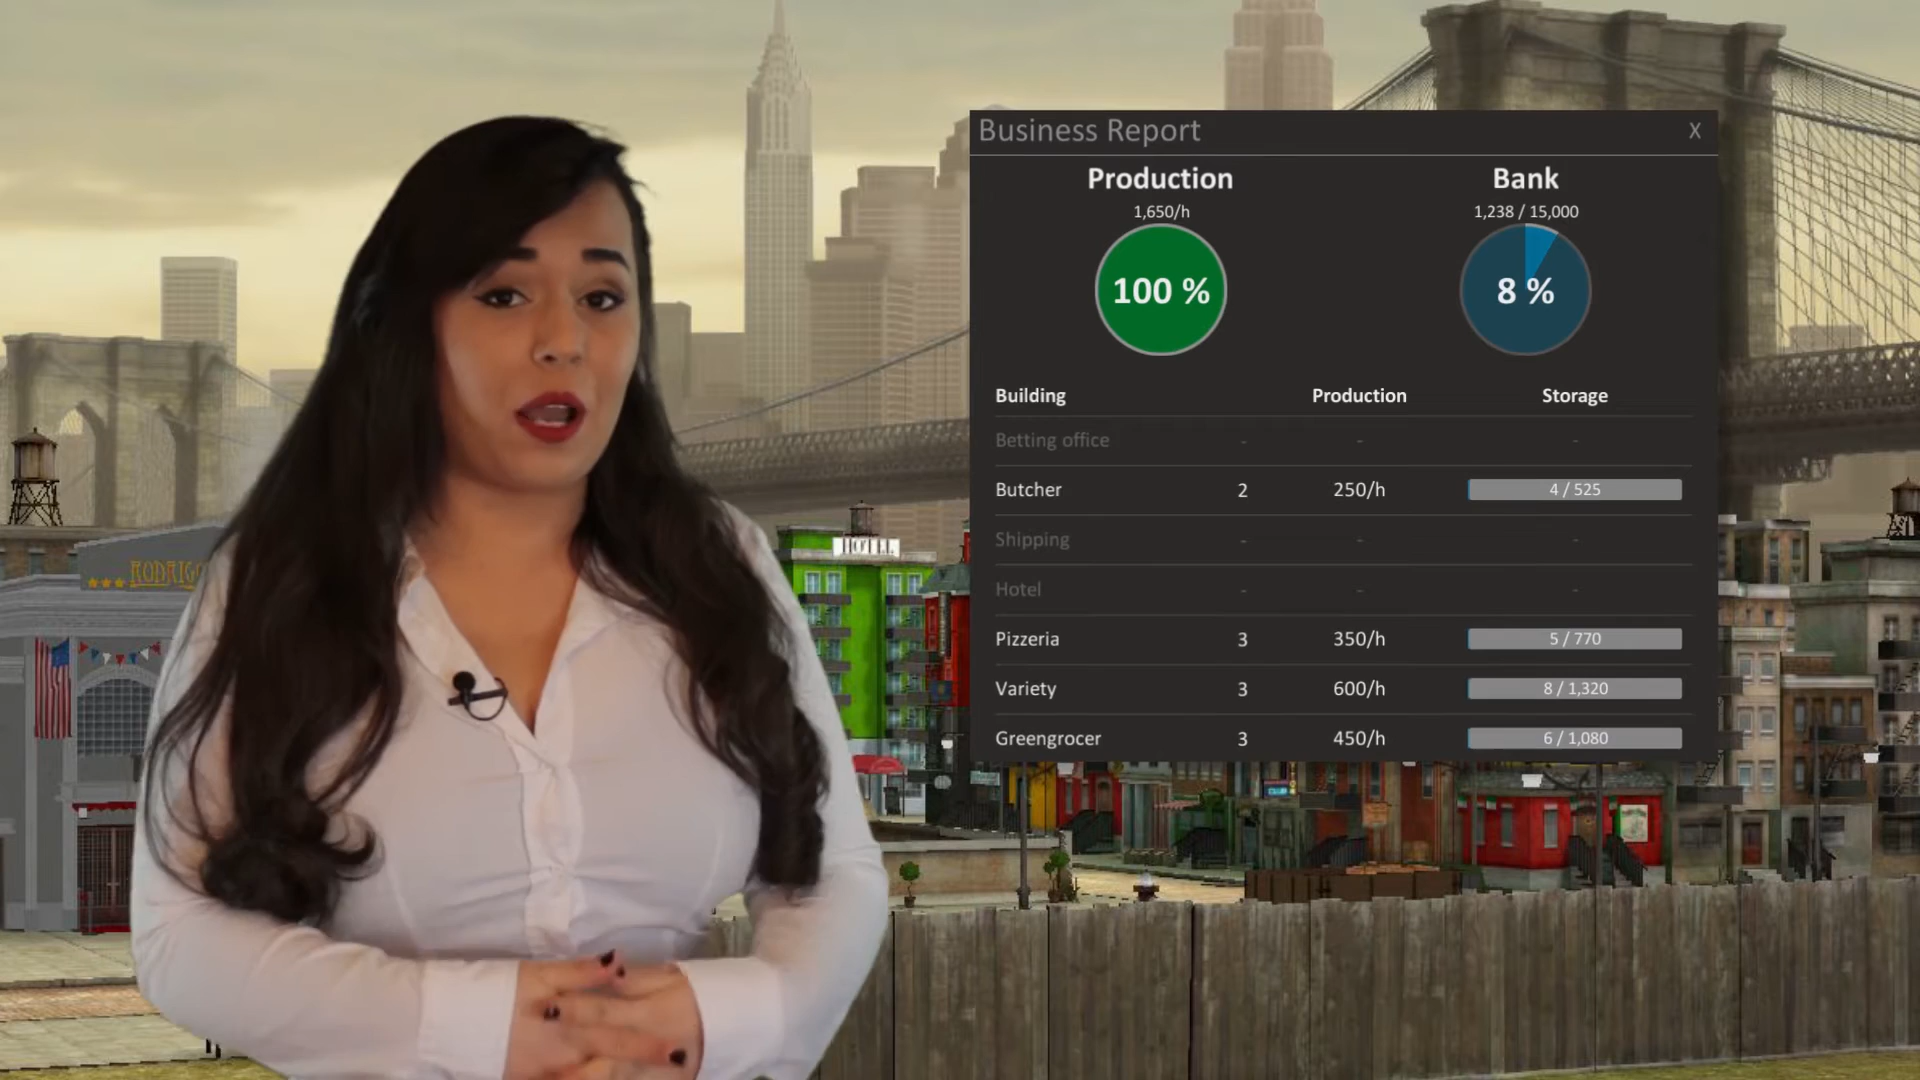 Business Report X
Production Bank
1,650/h 1,238 / 15,000
100 % 8 %
Building Production Storage
Betting office - - -
Butcher 2 250/h 4 / 525
Shipping - - -
Hotel - - -
Pizzeria 3 350/h 5 / 770
Variety 3 600/h 8 / 1,320
Greengrocer 3 450/h 6 / 1,080
HOTEL
CLUB